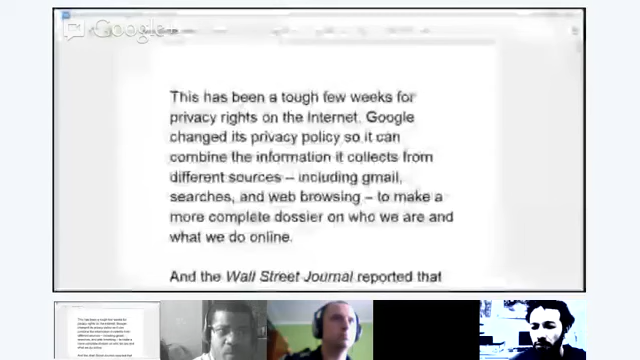 Google
This has been a tough few weeks for
privacy rights on the Internet. Google
changed its privacy policy so it can
combine the information it collects from
different sources – including gmail,
searches, and web browsing – to make a
more complete dossier on who we are and
what we do online.
And the Wall Street Journal reported that